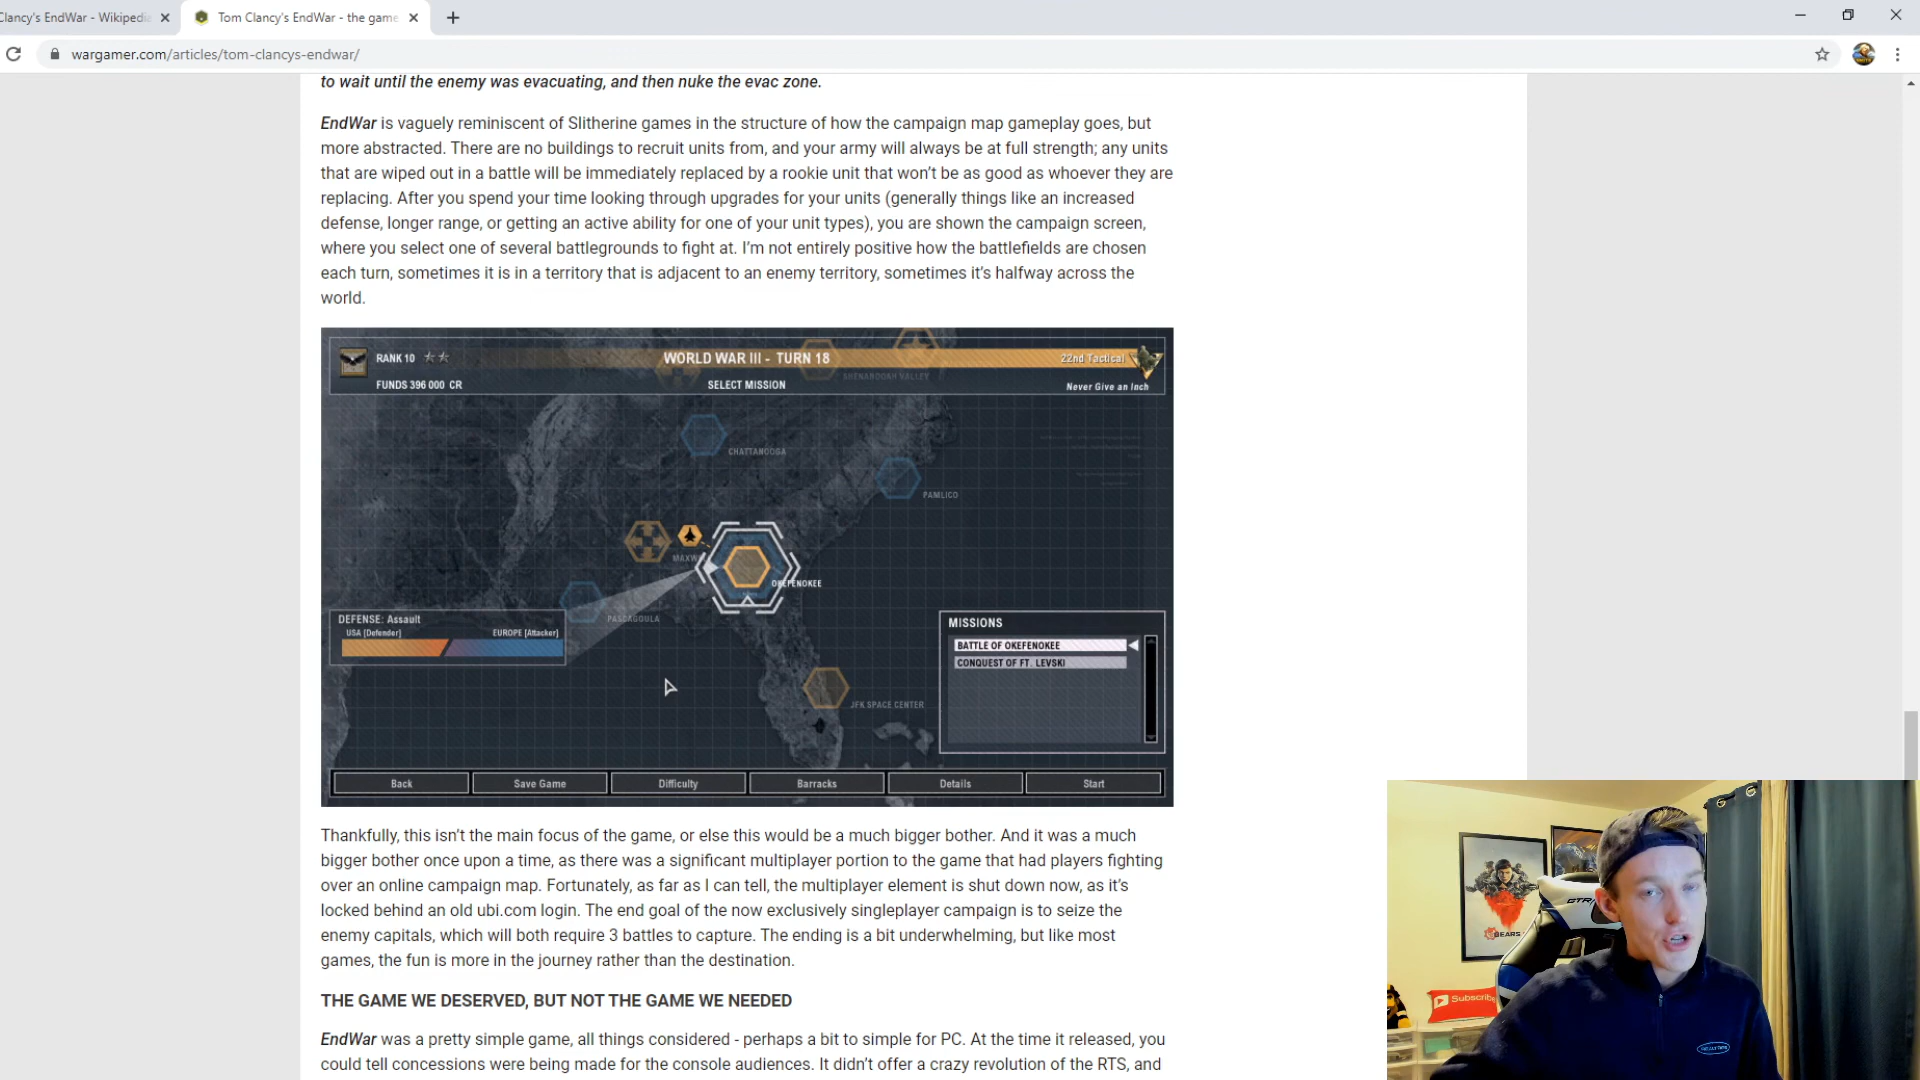 Clancy's EndWar - Wikipedi
Tom Clancy's EndWar - the game
wargamer.com/articles/tom-clancys-endwar/
to wait until the enemy was evacuating, and then nuke the evac zone.
EndWar is vaguely reminiscent of Slitherine games in the structure of how the campaign map gameplay goes, but
more abstracted. There are no buildings to recruit units from, and your army will always be at full strength; any units
that are wiped out in a battle will be immediately replaced by a rookie unit that won't be as good as whoever they are
replacing. After you spend your time looking through upgrades for your units (generally things like an increased
defense, longer range, or getting an active ability for one of your unit types), you are shown the campaign screen,
where you select one of several battlegrounds to fight at. I'm not entirely positive how the battlefields are chosen
each turn, sometimes it is in a territory that is adjacent to an enemy territory, sometimes it's halfway across the
world.
RANK 10
WORLD WAR III - TURN 18
22nd Tactical
FUNDS 396 000 CR
SELECT MISSION
Never Give an Inch
SHENANDOAH VALLEY
CHATTANOOGA
PAMLICO
MAXW
OKEFENOKEE
PASCAGOULA
DEFENSE: Assault
USA [Defender]
EUROPE [Attacker]
MISSIONS
BATTLE OF OKEFENOKEE
CONQUEST OF FT. LEVSKI
JFK SPACE CENTER
Back
Save Game
Difficulty
Barracks
Details
Start
Thankfully, this isn't the main focus of the game, or else this would be a much bigger bother. And it was a much
bigger bother once upon a time, as there was a significant multiplayer portion to the game that had players fighting
over an online campaign map. Fortunately, as far as I can tell, the multiplayer element is shut down now, as it's
locked behind an old ubi.com login. The end goal of the now exclusively singleplayer campaign is to seize the
enemy capitals, which will both require 3 battles to capture. The ending is a bit underwhelming, but like most
games, the fun is more in the journey rather than the destination.
THE GAME WE DESERVED, BUT NOT THE GAME WE NEEDED
EndWar was a pretty simple game, all things considered - perhaps a bit to simple for PC. At the time it released, you
could tell concessions were being made for the console audiences. It didn't offer a crazy revolution of the RTS, and
GEARS
GTR
Subscribe